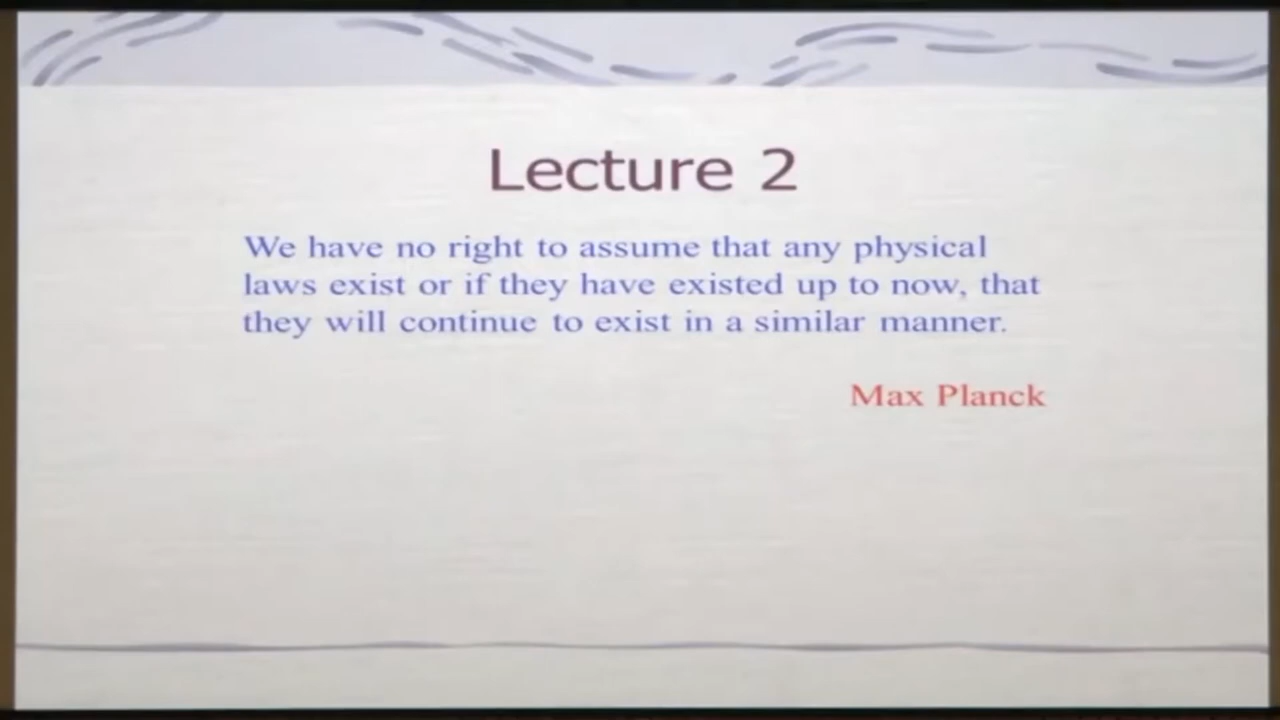 Lecture 2
We have no right to assume that any physical
laws exist or if they have existed up to now, that
they will continue to exist in a similar manner.
Max Planck